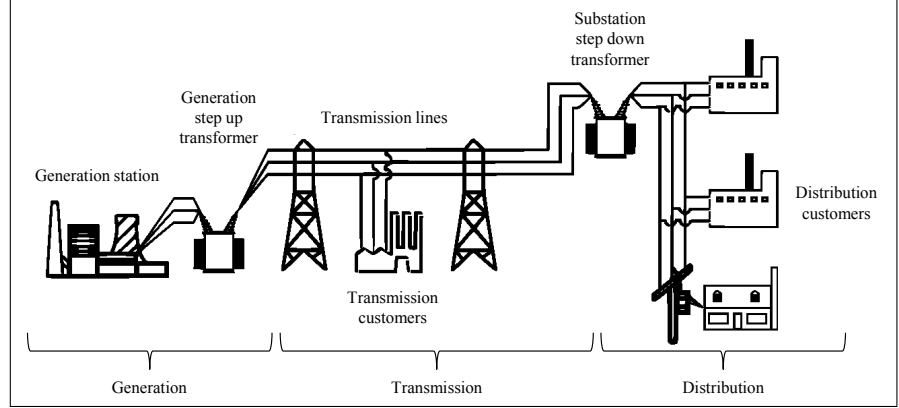 Substation
step down
transformer
Generation
step up
transformer
Transmission lines
Generation station
Distribution
customers
Transmission
customers
Generation
Transmission
Distribution